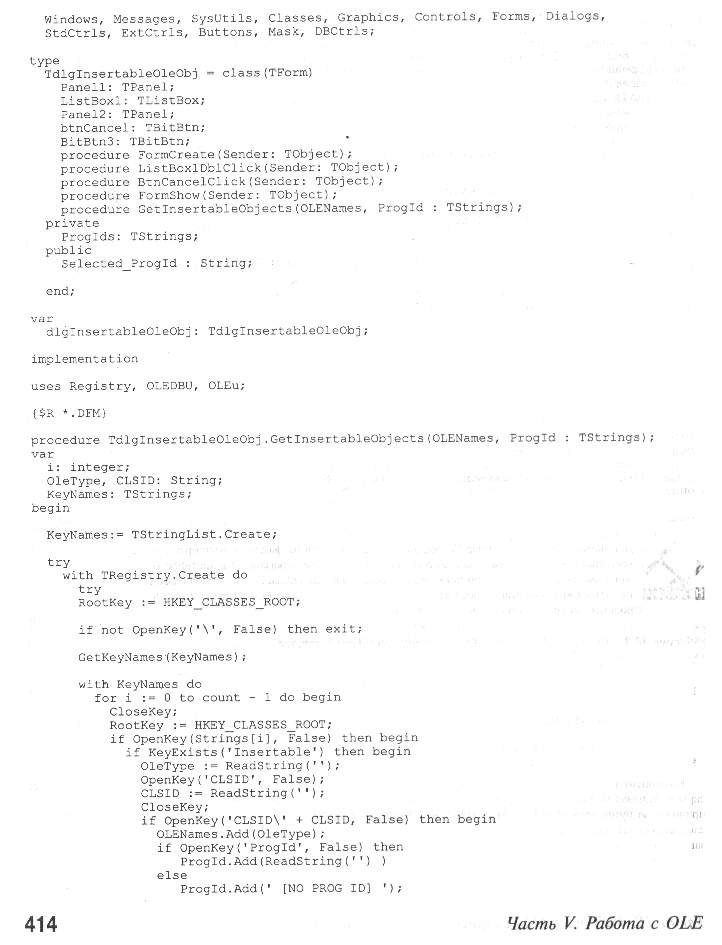 Windows, Messages, SysUtils, Classes, Graphics, Controls, Forms, Dialogs,
StdCtrls, ExtCtrls, Buttons, Mask, DBCtrls;
type
TdlgInsertableOleObj = class(TForm)
Panel1: TPanel;
ListBox1: TListBox;
Panel2: TPanel;
btnCancel: TBitBtn;
BitBtn3: TBitBtn;
procedure FormCreate(Sender: TObject);
procedure ListBox1DblClick(Sender: TObject);
procedure BtnCancelClick(Sender: TObject);
procedure FormShow(Sender: TObject);
procedure GetInsertableObjects(OLENames, ProgId : TStrings);
private
ProgIds: TStrings;
public
Selected_ProgId : String;
end;
var
dlgInsertableOleObj: TdlgInsertableOleObj;
implementation
uses Registry, OLEDBU, OLEu;
{$R *.DFM}
procedure TdlgInsertableOleObj.GetInsertableObjects(OLENames, ProgId : TStrings);
var
i: integer;
OleType, CLSID: String;
KeyNames: TStrings;
begin
KeyNames:= TStringList.Create;
try
with TRegistry.Create do
try
RootKey := HKEY_CLASSES_ROOT;
if not OpenKey('\', False) then exit;
GetKeyNames(KeyNames);
with KeyNames do
for i := 0 to count - 1 do begin
CloseKey;
RootKey := HKEY_CLASSES_ROOT;
if OpenKey(Strings[i], False) then begin
if KeyExists('Insertable') then begin
OleType := ReadString('');
OpenKey('CLSID', False);
CLSID := ReadString('');
CloseKey;
if OpenKey('CLSID\' + CLSID, False) then begin
OLENames.Add(OleType);
if OpenKey('ProgId', False) then
ProgId.Add(ReadString('') )
else
ProgId.Add(' [NO PROG ID] ');
414 Часть V. Работа с OLE